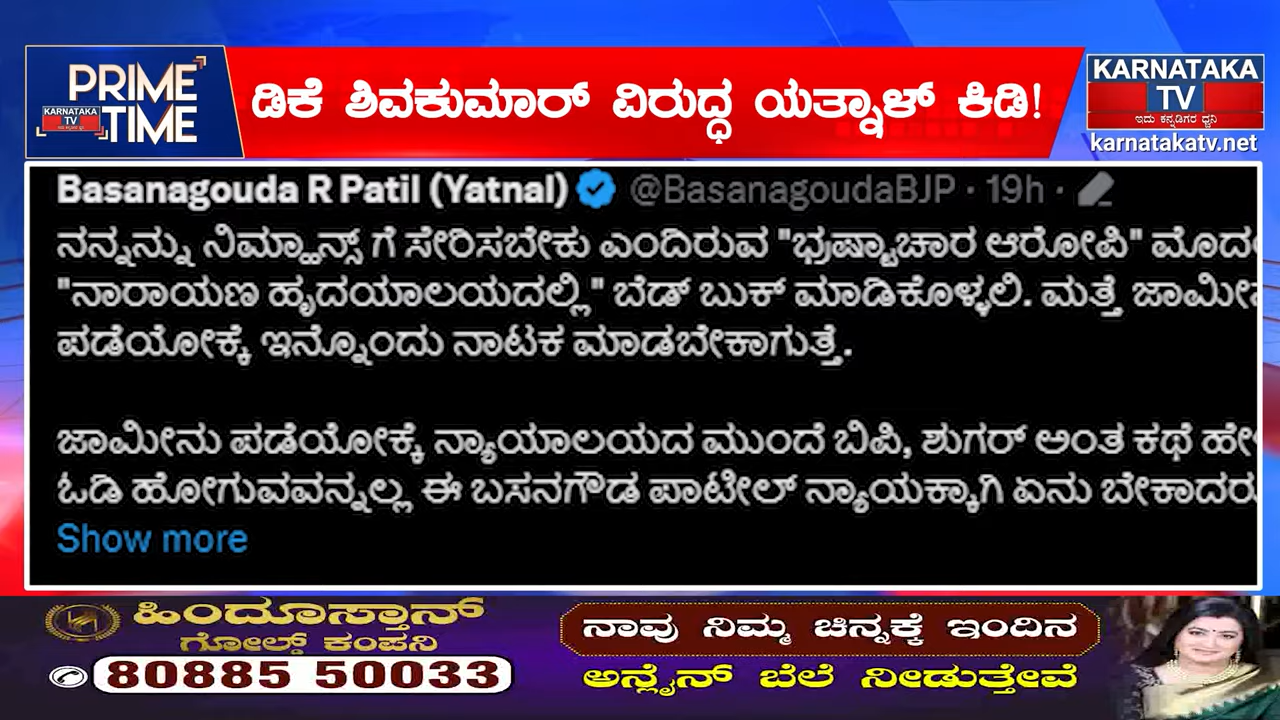 PRIME TIME
KARNATAKA TV
ಡಿಕೆ ಶಿವಕುಮಾರ್ ವಿರುದ್ಧ ಯತ್ನಾಳ್ ಕಿಡಿ!
KARNATAKA TV
ಇದು ಕನ್ನಡಿಗರ ಧ್ವನಿ
karnatakatv.net
Basanagouda R Patil (Yatnal) @BasanagoudaBJP · 19h ·
ನನ್ನನ್ನು ನಿಮ್ಹಾನ್ಸ್ ಗೆ ಸೇರಿಸಬೇಕು ಎಂದಿರುವ "ಭ್ರಷ್ಟಾಚಾರ ಆರೋಪಿ"
"ನಾರಾಯಣ ಹೃದಯಾಲಯದಲ್ಲಿ" ಬೆಡ್ ಬುಕ್ ಮಾಡಿಕೊಳ್ಳಲಿ. ಮತ್ತೆ
ಪಡೆಯೋಕ್ಕೆ ಇನ್ನೊಂದು ನಾಟಕ ಮಾಡಬೇಕಾಗುತ್ತೆ.
ಜಾಮೀನು ಪಡೆಯೋಕ್ಕೆ ನ್ಯಾಯಾಲಯದ ಮುಂದೆ ಬಿಪಿ, ಶುಗರ್ ಅಂತ ಕಥೆ
ಓಡಿ ಹೋಗುವವನ್ನಲ್ಲ ಈ ಬಸನಗೌಡ ಪಾಟೀಲ್ ನ್ಯಾಯಕ್ಕಾಗಿ ಏನು
Show more
ಹಿಂದೂಸ್ತಾನ್
ಗೋಲ್ಡ್ ಕಂಪನಿ
80885 50033
ನಾವು ನಿಮ್ಮ ಚಿನ್ನಕ್ಕೆ ಇಂದಿನ
ಅನ್ಲೈನ್ ಬೆಲೆ ನೀಡುತ್ತೇವೆ